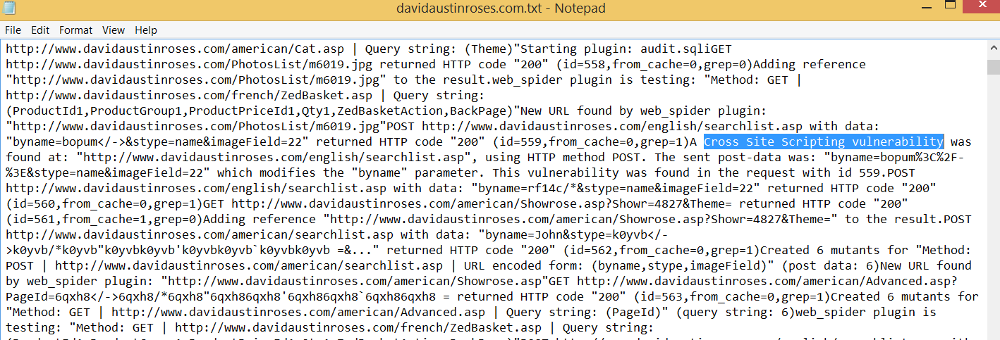 davidaustinroses.com.txt - Notepad
File Edit Format View Help
http://www.davidaustinroses.com/american/Cat.asp | Query string: (Theme)"Starting plugin: audit.sqliGET
http://www.davidaustinroses.com/PhotosList/m6019.jpg returned HTTP code "200" (id=558,from_cache=0,grep=0)Adding reference
"http://www.davidaustinroses.com/PhotosList/m6019.jpg" to the result.web_spider plugin is testing: "Method: GET |
http://www.davidaustinroses.com/french/ZedBasket.asp | Query string:
(ProductId1,ProductGroup1,ProductPriceId1,Qty1,ZedBasketAction,BackPage)"New URL found by web_spider plugin:
"http://www.davidaustinroses.com/PhotosList/m6019.jpg"POST http://www.davidaustinroses.com/english/searchlist.asp with data:
"byname=bopum</->&stype=name&imageField=22" returned HTTP code "200" (id=559,from_cache=0,grep=1)A Cross Site Scripting vulnerability was
found at: "http://www.davidaustinroses.com/english/searchlist.asp", using HTTP method POST. The sent post-data was: "byname=bopum%3C%2F-
%3E&stype=name&imageField=22" which modifies the "byname" parameter. This vulnerability was found in the request with id 559.POST
http://www.davidaustinroses.com/english/searchlist.asp with data: "byname=rf14c/*&stype=name&imageField=22" returned HTTP code "200"
(id=560,from_cache=0,grep=1)GET http://www.davidaustinroses.com/american/Showrose.asp?Showr=4827&Theme= returned HTTP code "200"
(id=561,from_cache=1,grep=0)Adding reference "http://www.davidaustinroses.com/american/Showrose.asp?Showr=4827&Theme=" to the result.POST
http://www.davidaustinroses.com/american/searchlist.asp with data: "byname=John&stype=k0yvb</-
>k0yvb/*k0yvb"k0yvbk0yvb'k0yvbk0yvb`k0yvbk0yvb =&..." returned HTTP code "200" (id=562,from_cache=0,grep=1)Created 6 mutants for "Method:
POST | http://www.davidaustinroses.com/american/searchlist.asp | URL encoded form: (byname,stype,imageField)" (post data: 6)New URL found
by web_spider plugin: "http://www.davidaustinroses.com/american/Showrose.asp"GET http://www.davidaustinroses.com/american/Advanced.asp?
PageId=6qxh8</->6qxh8/*6qxh8"6qxh86qxh8'6qxh86qxh8`6qxh86qxh8 = returned HTTP code "200" (id=563,from_cache=0,grep=1)Created 6 mutants for
"Method: GET | http://www.davidaustinroses.com/american/Advanced.asp | Query string: (PageId)" (query string: 6)web_spider plugin is
testing: "Method: GET | http://www.davidaustinroses.com/french/ZedBasket.asp | Query string: